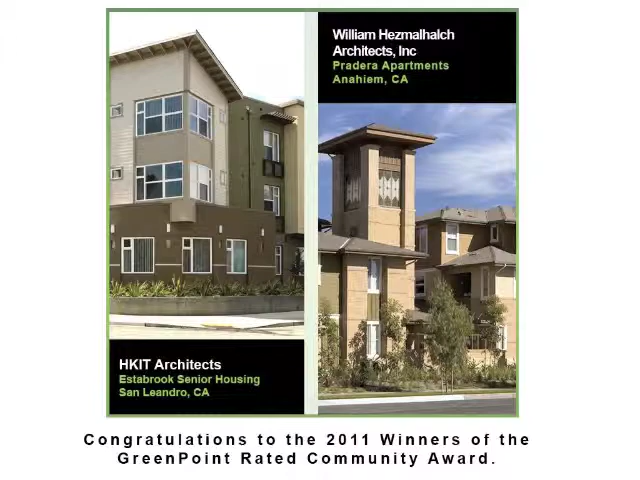 William Hezmalhalch
Architects, Inc
Pradera Apartments
Anahiem, CA
HKIT Architects
Estabrook Senior Housing
San Leandro, CA
Congratulations to the 2011 Winners of the
GreenPoint Rated Community Award.